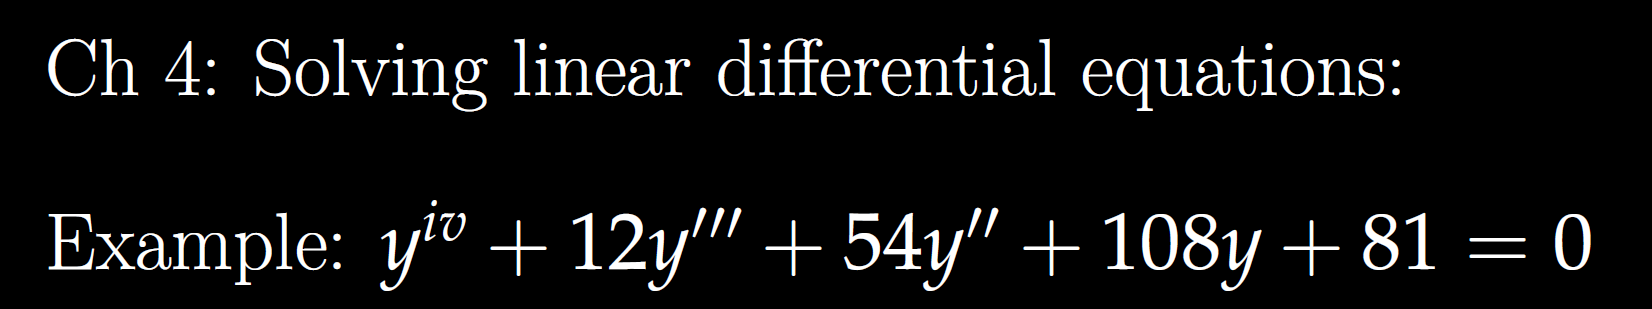 Ch 4: Solving linear differential equations:
Example: y^{iv} + 12y''' + 54y'' + 108y + 81 = 0